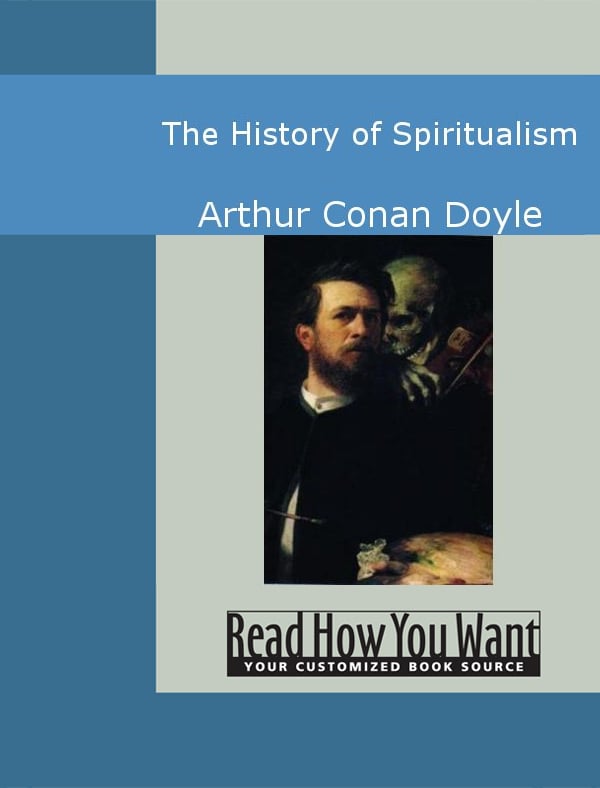 The History of Spiritualism
Arthur Conan Doyle
Read How You Want
YOUR CUSTOMIZED BOOK SOURCE